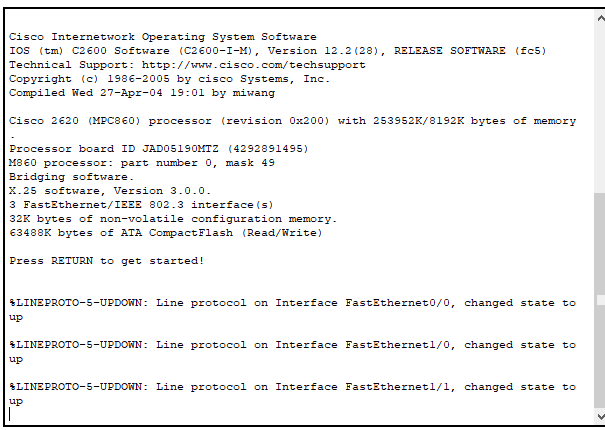 Cisco Internetwork Operating System Software
IOS (tm) C2600 Software (C2600-I-M), Version 12.2(28), RELEASE SOFTWARE (fc5)
Technical Support: http://www.cisco.com/techsupport
Copyright (c) 1986-2005 by cisco Systems, Inc.
Compiled Wed 27-Apr-04 19:01 by miwang
Cisco 2620 (MPC860) processor (revision 0x200) with 253952K/8192K bytes of memory
.
Processor board ID JAD05190MTZ (4292891495)
M860 processor: part number 0, mask 49
Bridging software.
X.25 software, Version 3.0.0.
3 FastEthernet/IEEE 802.3 interface(s)
32K bytes of non-volatile configuration memory.
63488K bytes of ATA CompactFlash (Read/Write)
Press RETURN to get started!
%LINEPROTO-5-UPDOWN: Line protocol on Interface FastEthernet0/0, changed state to
up
%LINEPROTO-5-UPDOWN: Line protocol on Interface FastEthernet1/0, changed state to
up
%LINEPROTO-5-UPDOWN: Line protocol on Interface FastEthernet1/1, changed state to
up